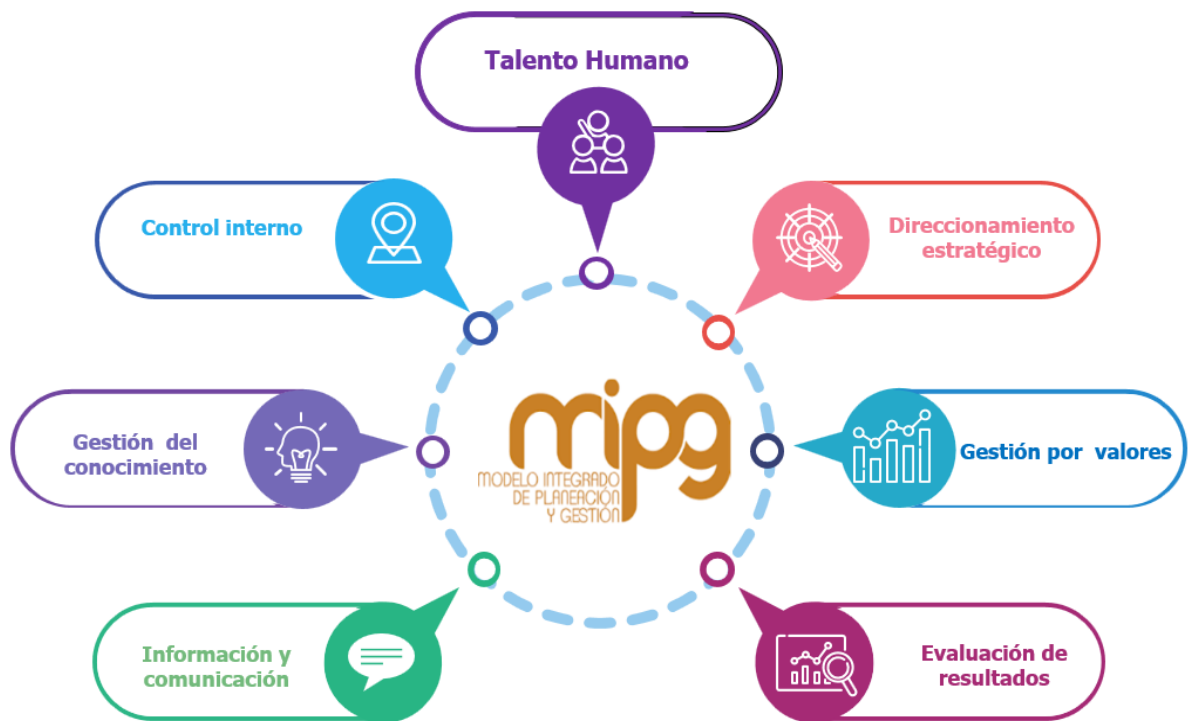 Talento Humano
Control interno
Direccionamiento
estratégico
Gestión del
conocimiento
mipg
MODELO INTEGRADO
DE PLANEACIÓN
Y GESTIÓN
Gestión por valores
Información y
comunicación
Evaluación de
resultados